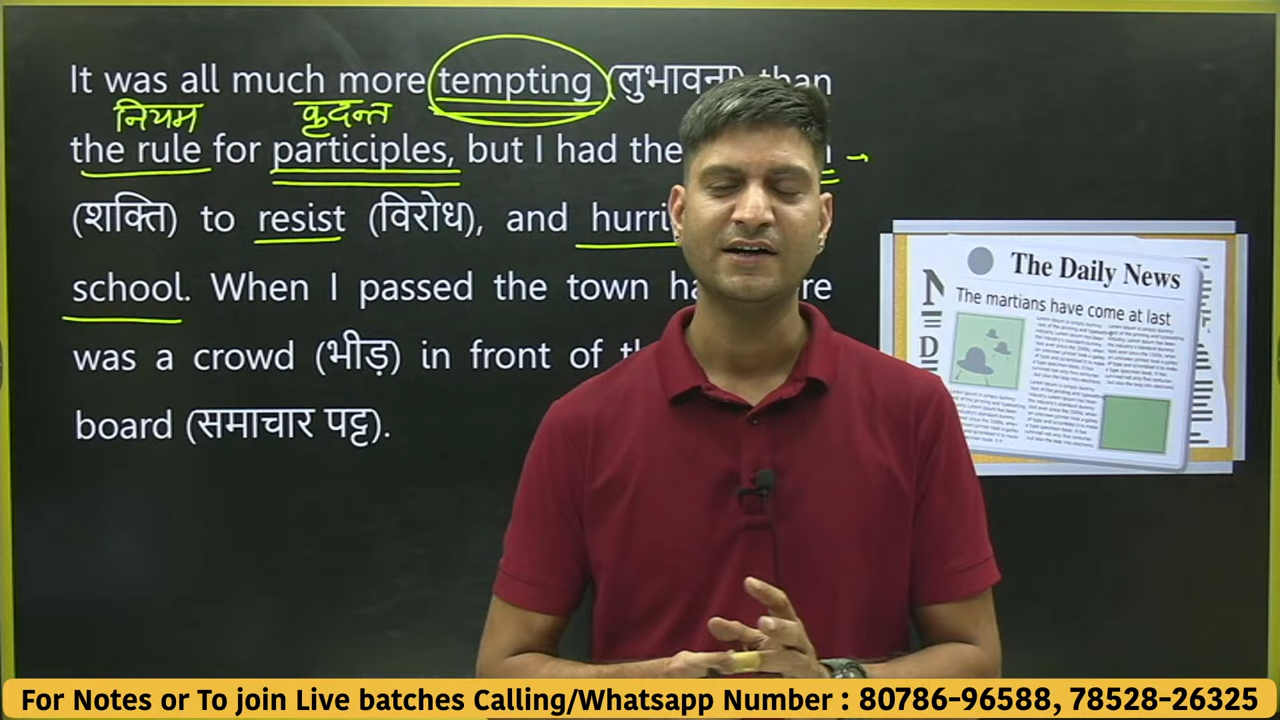 It was all much more tempting (लुभावना) than
नियम कृदन्त
the rule for participles, but I had the
(शक्ति) to resist (विरोध), and
school. When I passed the town
was a crowd (भीड़) in front of
board (समाचार पट्ट).
The Daily News
The martians have come at last
For Notes or To join Live batches Calling/Whatsapp Number : 80786-96588, 78528-26325